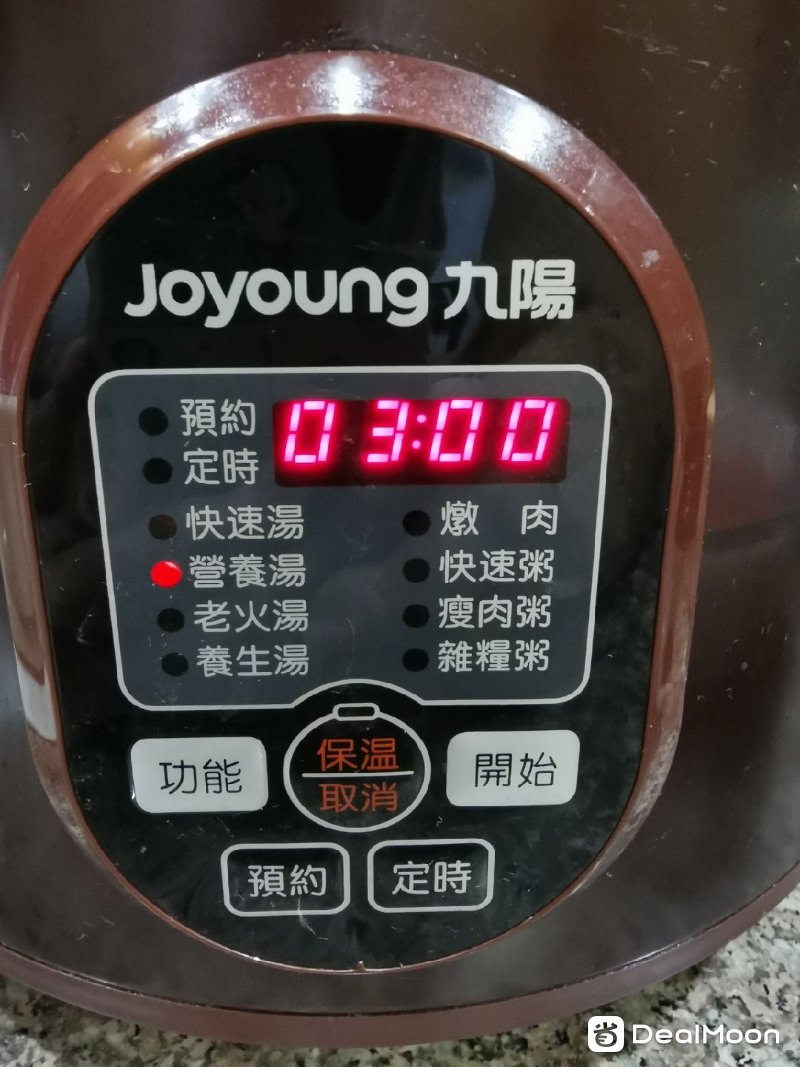 Joyoung 九陽
預約 03:00
定時
快速湯 燉 肉
營養湯 快速粥
老火湯 瘦肉粥
養生湯 雜糧粥
功能 保温 開始
取消
預約 定時
省 DealMoon